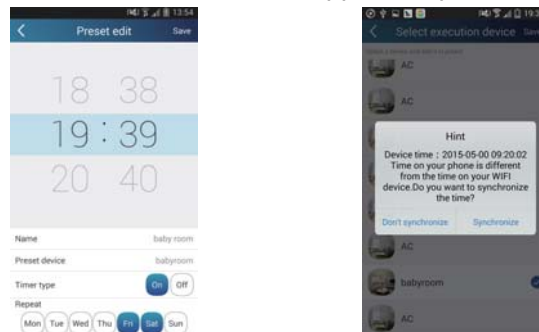 13:54
Preset edit
Save
18 38
19 : 39
20 40
Name
baby room
Preset device
babyroom
Timer type
On
Off
Repeat
Mon
Tue
Wed
Thu
Fri
Sat
Sun
Select execution device
AC
AC
Hint
Device time : 2015-05-00 09:20:02
Time on your phone is different
from the time on your WIFI
device.Do you want to synchronize
the time?
Don't synchronize
Synchronize
AC
babyroom
AC